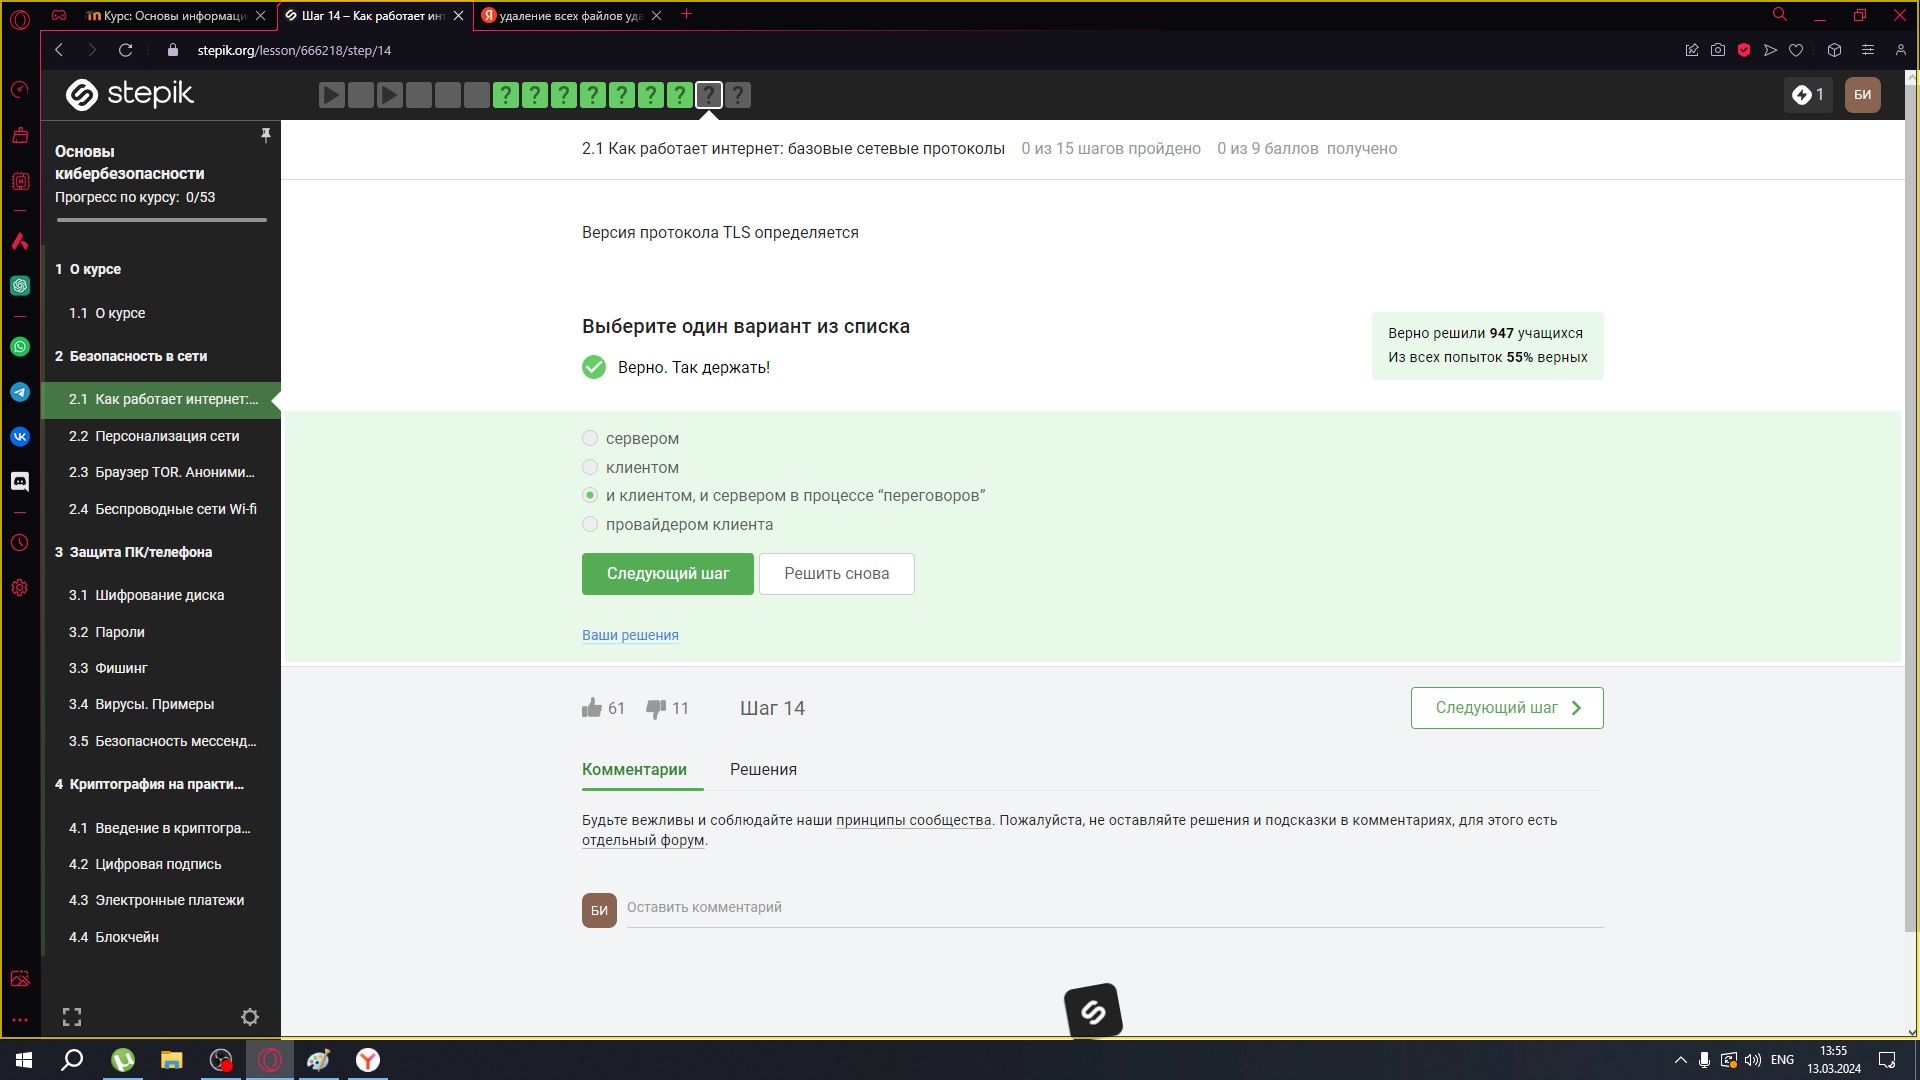 Курс: Основы информаци
Шаг 14 – Как работает инт
Я
удаление всех файлов уда
stepik.org/lesson/666218/step/14
stepik
? ? ? ? ? ? ? ? ?
1
БИ
Основы
кибербезопасности
Прогресс по курсу: 0/53
1 О курсе
1.1 О курсе
2 Безопасность в сети
2.1 Как работает интернет:...
2.2 Персонализация сети
2.3 Браузер TOR. Аноними...
2.4 Беспроводные сети Wi-fi
3 Защита ПК/телефона
3.1 Шифрование диска
3.2 Пароли
3.3 Фишинг
3.4 Вирусы. Примеры
3.5 Безопасность мессенд...
4 Криптография на практи...
4.1 Введение в криптогра...
4.2 Цифровая подпись
4.3 Электронные платежи
4.4 Блокчейн
2.1 Как работает интернет: базовые сетевые протоколы 0 из 15 шагов пройдено 0 из 9 баллов получено
Версия протокола TLS определяется
Выберите один вариант из списка
Верно. Так держать!
Верно решили 947 учащихся
Из всех попыток 55% верных
сервером
клиентом
и клиентом, и сервером в процессе “переговоров”
провайдером клиента
Следующий шаг
Решить снова
Ваши решения
61
11
Шаг 14
Следующий шаг
Комментарии
Решения
Будьте вежливы и соблюдайте наши принципы сообщества. Пожалуйста, не оставляйте решения и подсказки в комментариях, для этого есть
отдельный форум.
БИ
Оставить комментарий
ENG
13:55
13.03.2024